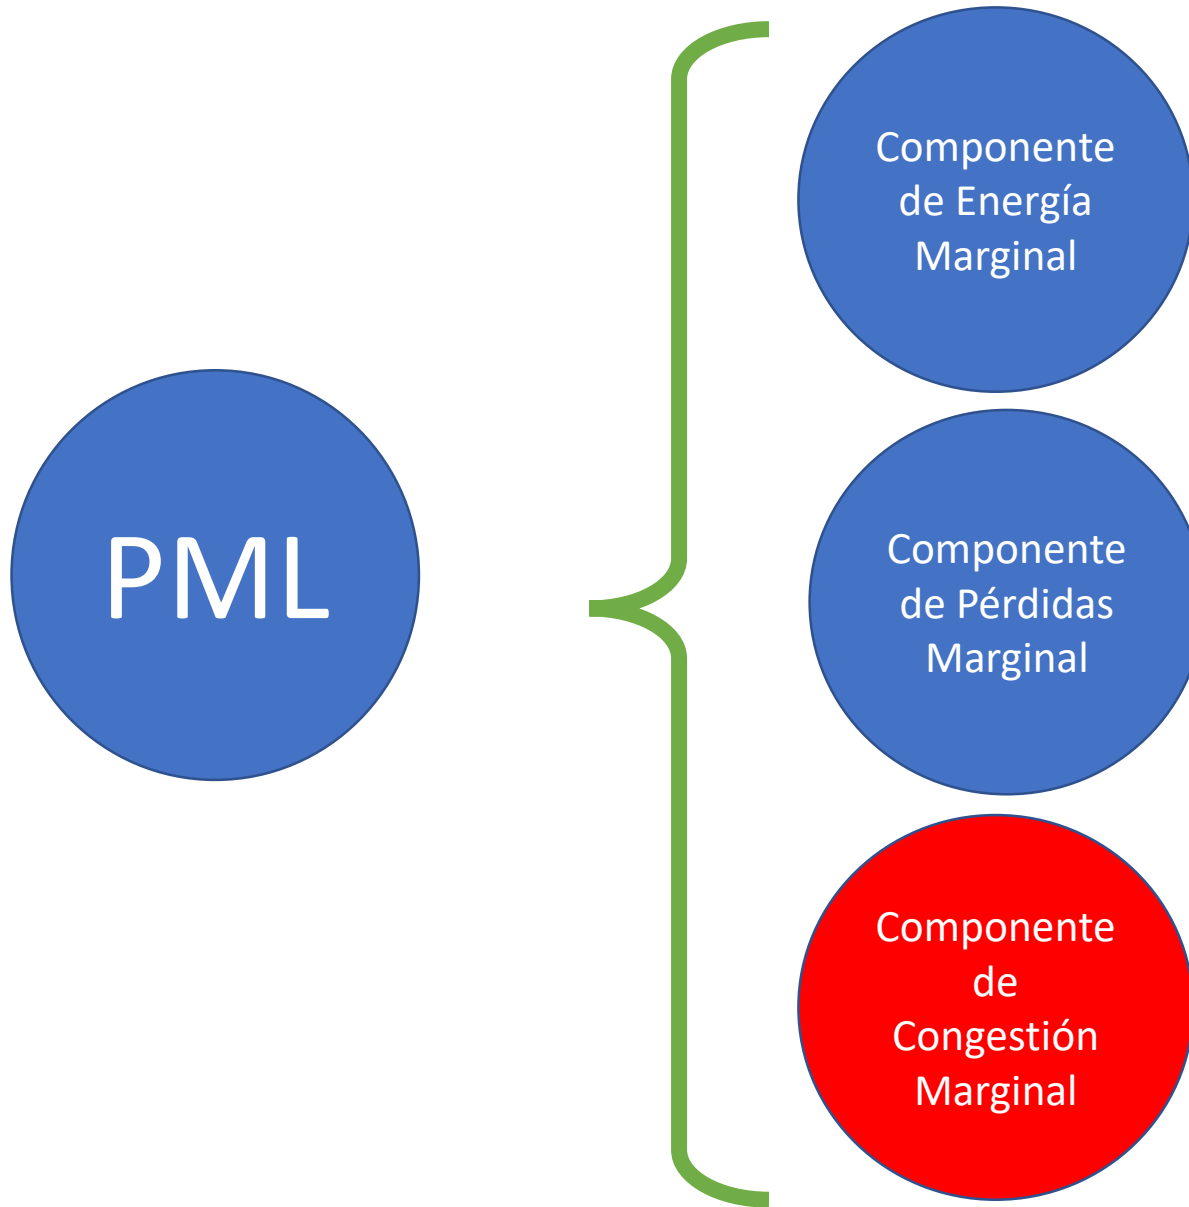 PML
Componente
de Energía
Marginal
Componente
de Pérdidas
Marginal
Componente
de
Congestión
Marginal